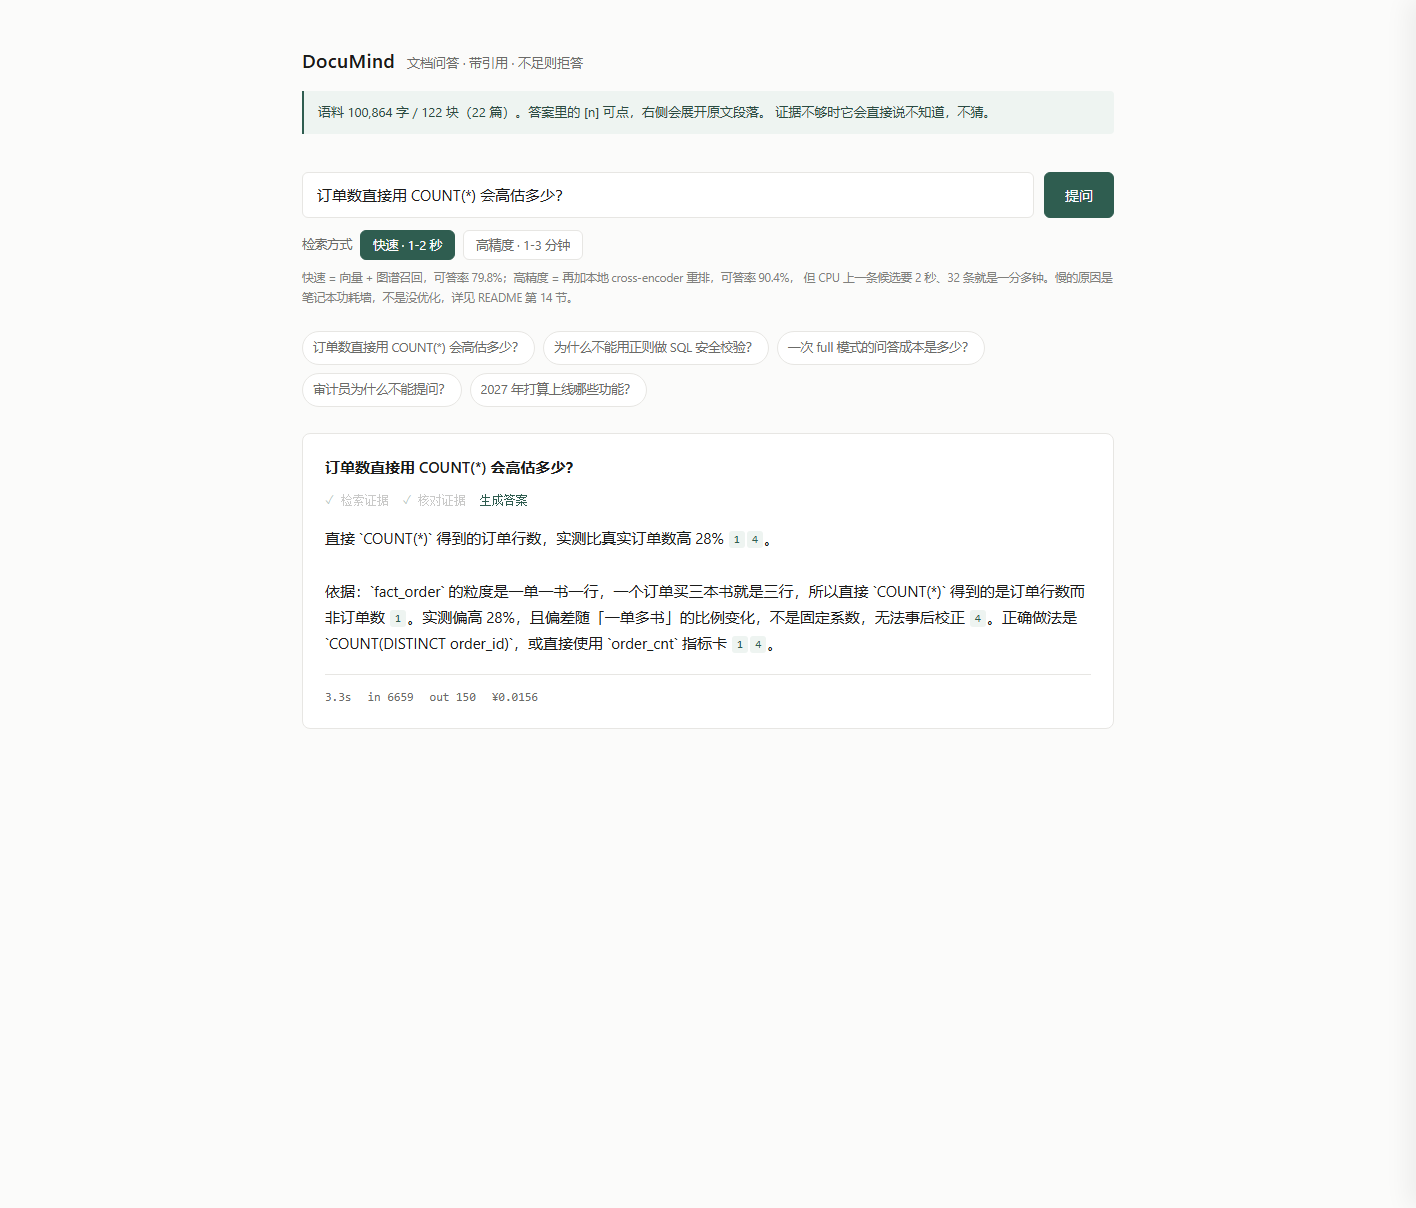 DocuMind 文档问答 · 带引用 · 不足则拒答
语料 100,864 字 / 122 块（22 篇）。答案里的 [n] 可点，右侧会展开原文段落。 证据不够时它会直接说不知道，不猜。
订单数直接用 COUNT(*) 会高估多少？ 提问
检索方式 快速 · 1-2 秒 高精度 · 1-3 分钟
快速 = 向量 + 图谱召回，可答率 79.8%；高精度 = 再加本地 cross-encoder 重排，可答率 90.4%， 但 CPU 上一条候选要 2 秒、32 条就是一分多钟。慢的原因是
笔记本功耗墙，不是没优化，详见 README 第 14 节。
订单数直接用 COUNT(*) 会高估多少？ 为什么不能用正则做 SQL 安全校验？ 一次 full 模式的问答成本是多少？
审计员为什么不能提问？ 2027 年打算上线哪些功能？
订单数直接用 COUNT(*) 会高估多少？
✓ 检索证据 ✓ 核对证据 生成答案
直接 `COUNT(*)` 得到的订单行数，实测比真实订单数高 28% 1 4 。
依据：`fact_order` 的粒度是一单一书一行，一个订单买三本书就是三行，所以直接 `COUNT(*)` 得到的是订单行数而
非订单数 1 。实测偏高 28%，且偏差随「一单多书」的比例变化，不是固定系数，无法事后校正 4 。正确做法是
`COUNT(DISTINCT order_id)`，或直接使用 `order_cnt` 指标卡 1 4 。
3.3s in 6659 out 150 ¥0.0156